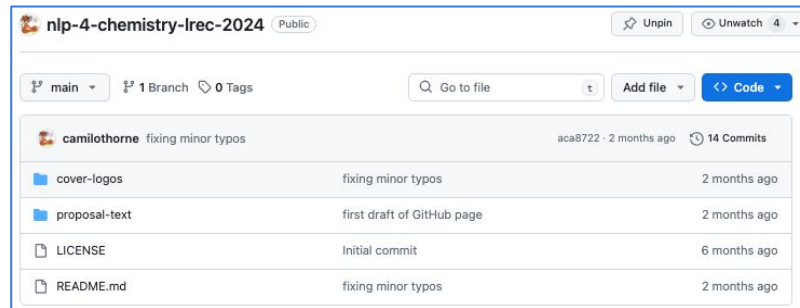 nlp-4-chemistry-lrec-2024 Public Unpin Unwatch 4
main 1 Branch 0 Tags Go to file t Add file Code
camilothorne fixing minor typos aca8722 · 2 months ago 14 Commits
cover-logos fixing minor typos 2 months ago
proposal-text first draft of GitHub page 2 months ago
LICENSE Initial commit 6 months ago
README.md fixing minor typos 2 months ago